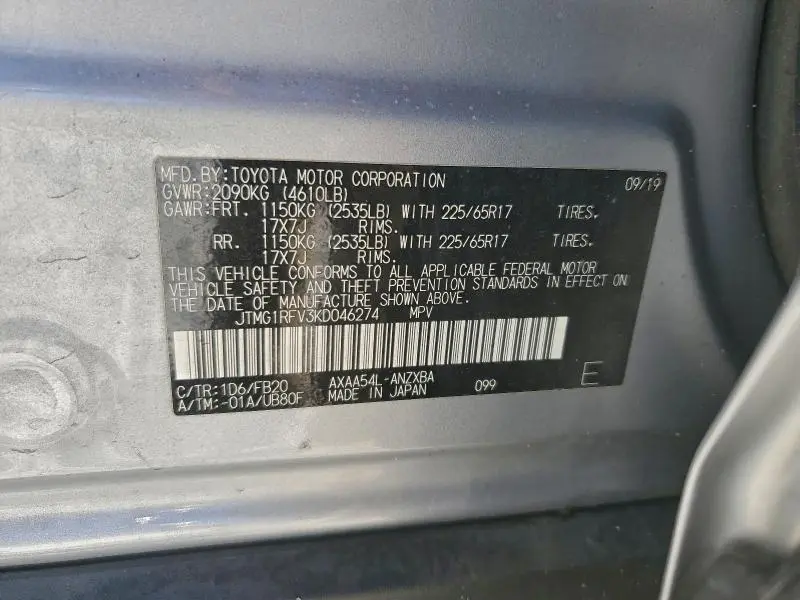 MFD.BY:TOYOTA MOTOR CORPORATION 09/19
GVWR:2090KG (4610LB)
GAWR:FRT. 1150KG (2535LB) WITH 225/65R17 TIRES.
17X7J RIMS.
RR. 1150KG (2535LB) WITH 225/65R17 TIRES.
17X7J RIMS.
THIS VEHICLE CONFORMS TO ALL APPLICABLE FEDERAL MOTOR
VEHICLE SAFETY AND THEFT PREVENTION STANDARDS IN EFFECT ON
THE DATE OF MANUFACTURE SHOWN ABOVE.
JTMG1RFV3KD046274 MPV
C/TR:1D6/FB20 AXAA54L-ANZXBA
A/TM:-01A/UB80F MADE IN JAPAN 099 E